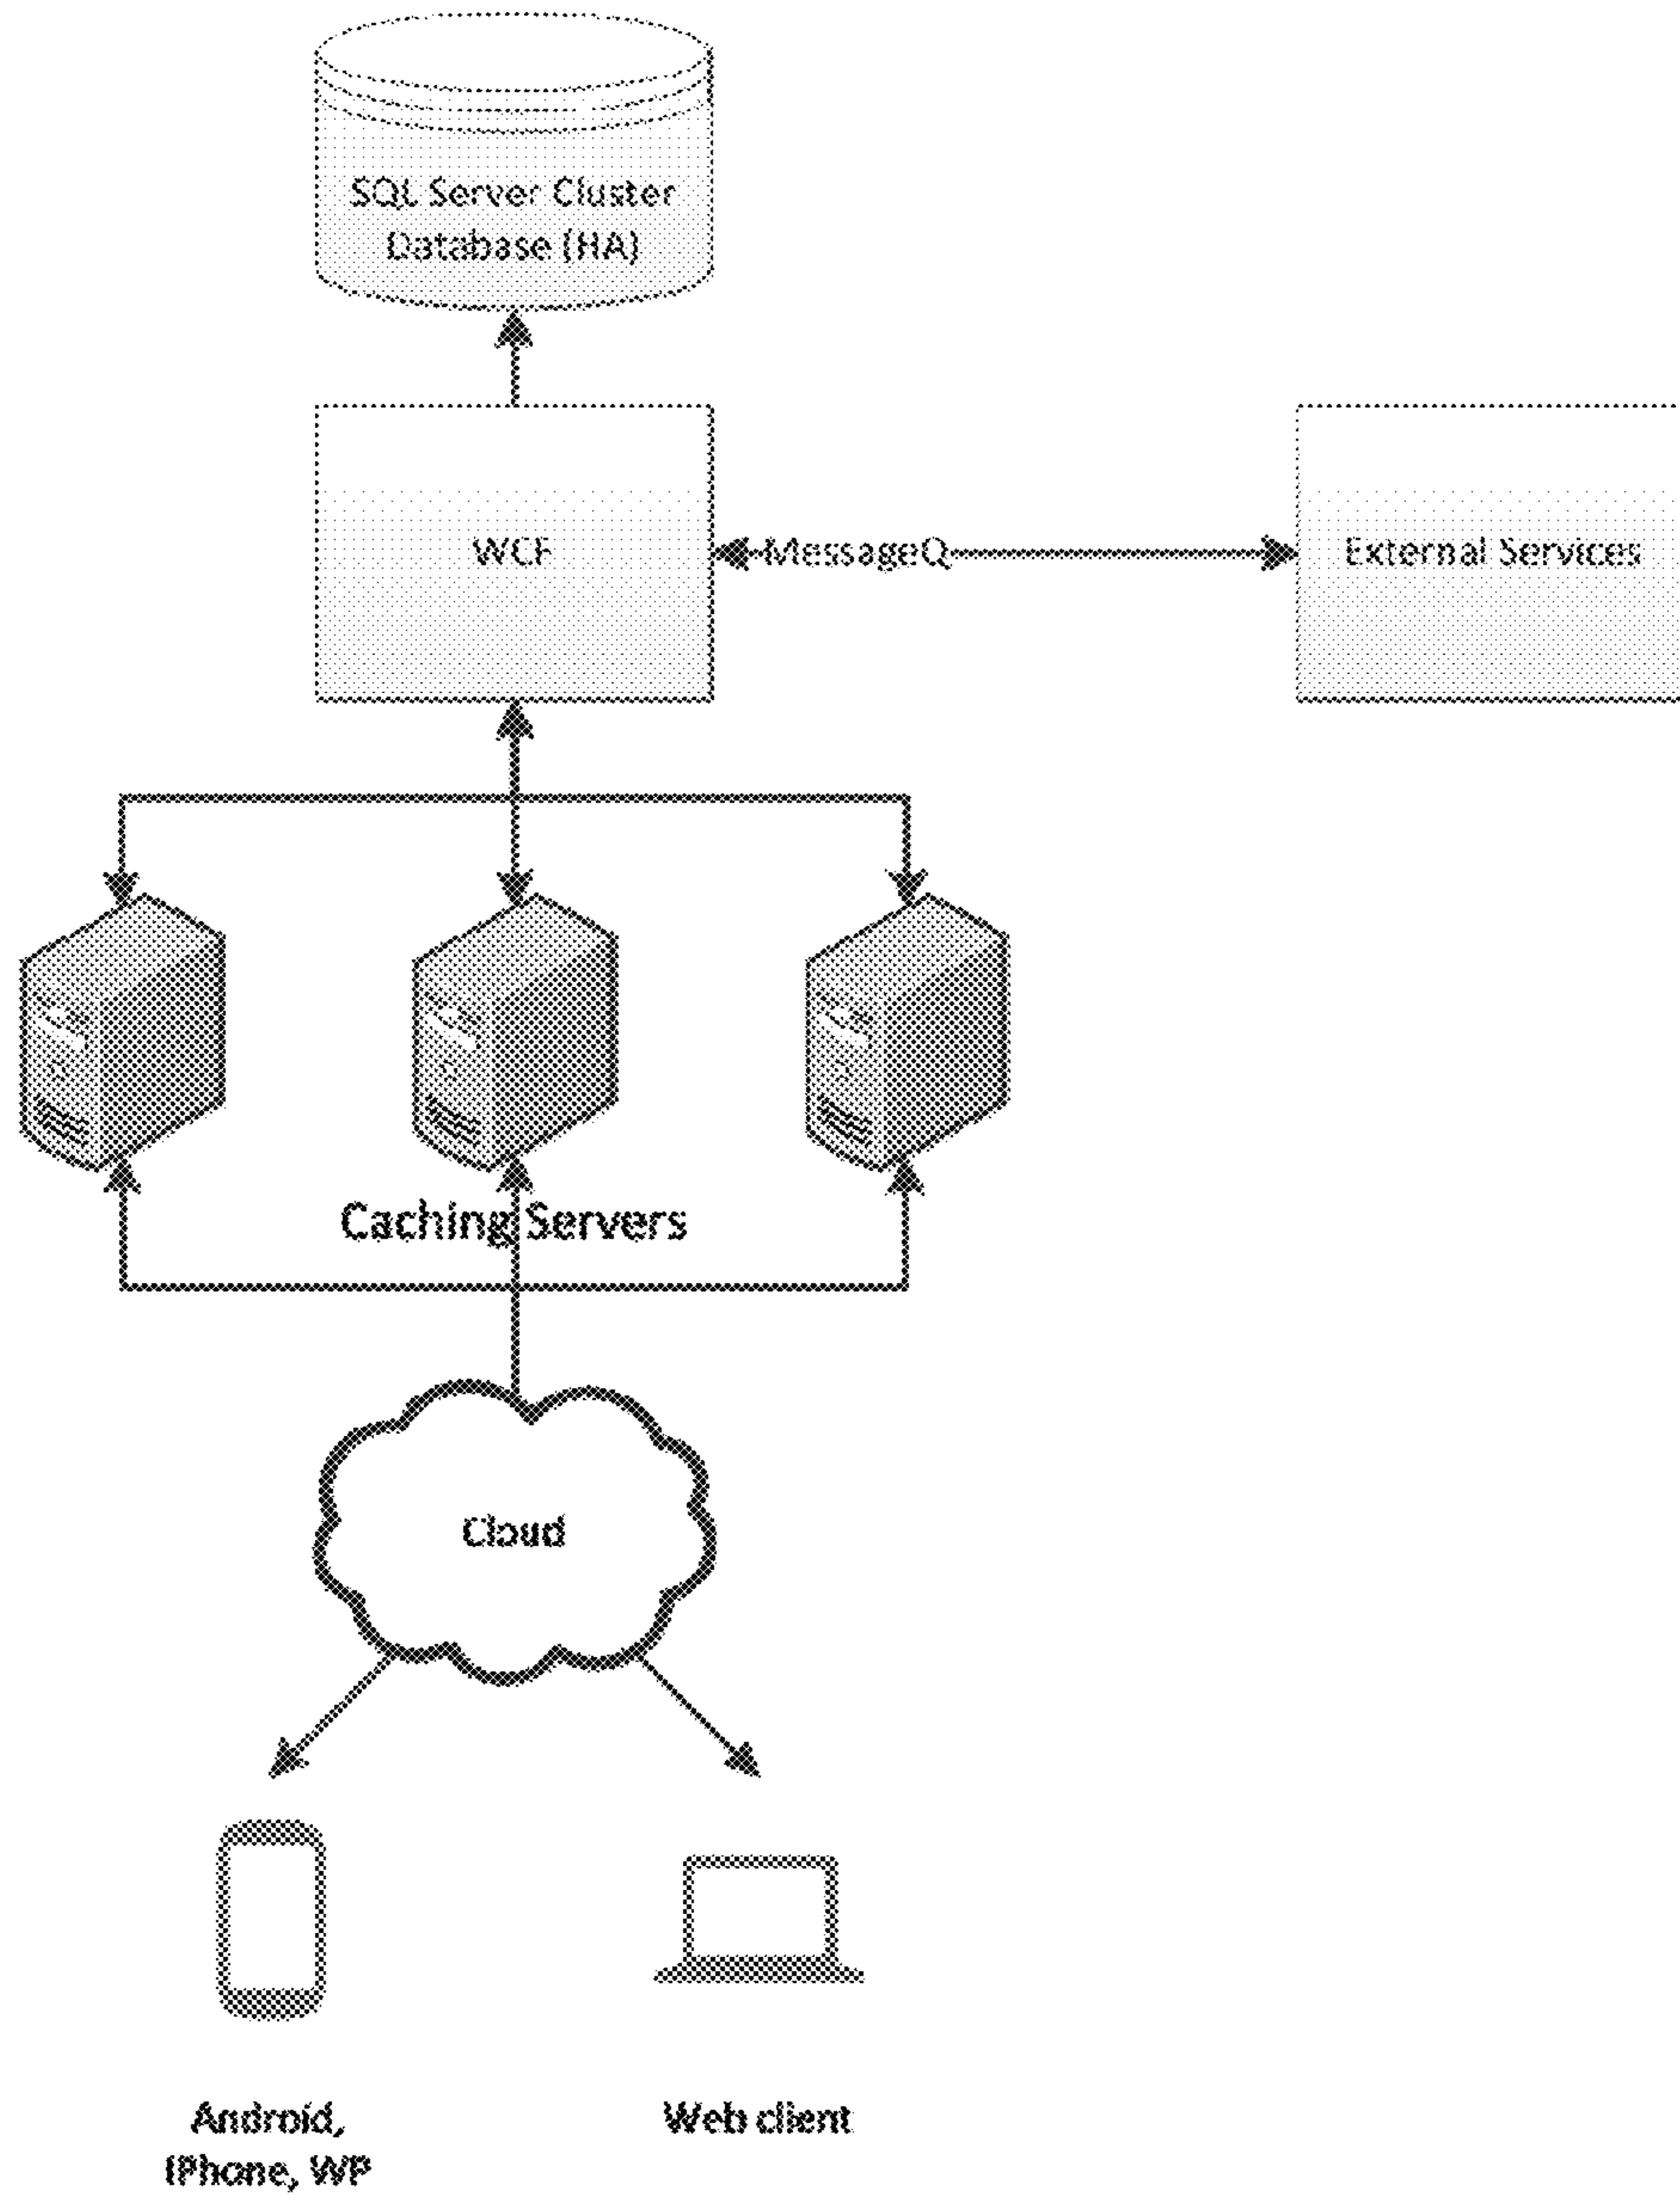 SQL Server Cluster
Database (HA)
WCF
MessageQ
External Services
Caching Servers
Cloud
Android,
IPhone, WP
Web client